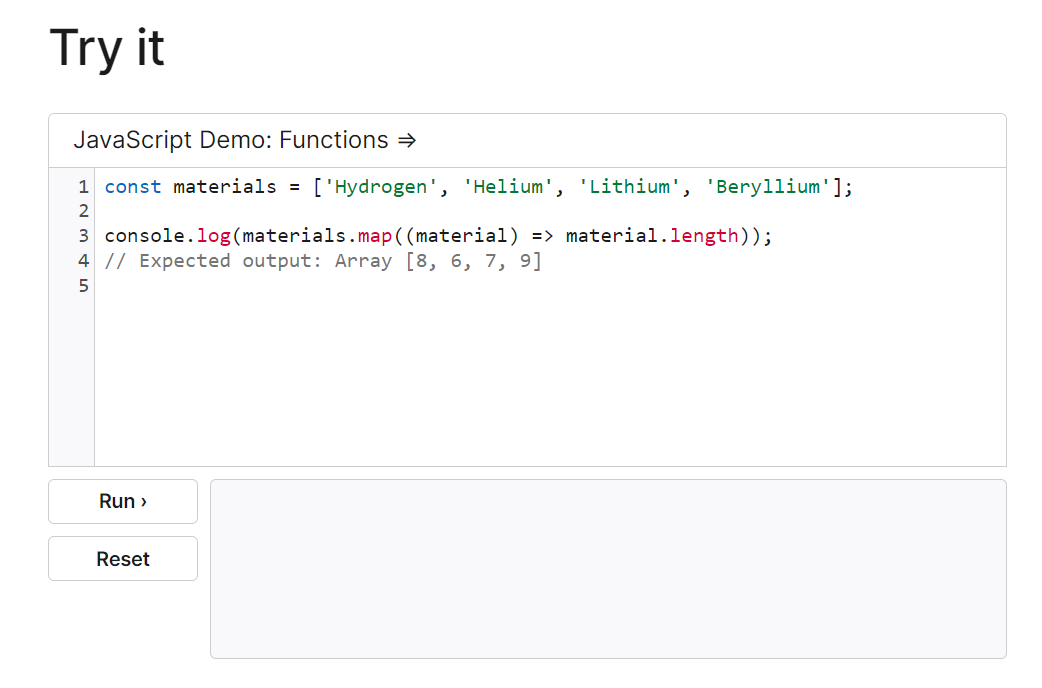 Try it
JavaScript Demo: Functions ⇒
1 const materials = ['Hydrogen', 'Helium', 'Lithium', 'Beryllium'];
2
3 console.log(materials.map((material) => material.length));
4 // Expected output: Array [8, 6, 7, 9]
5
Run ›
Reset